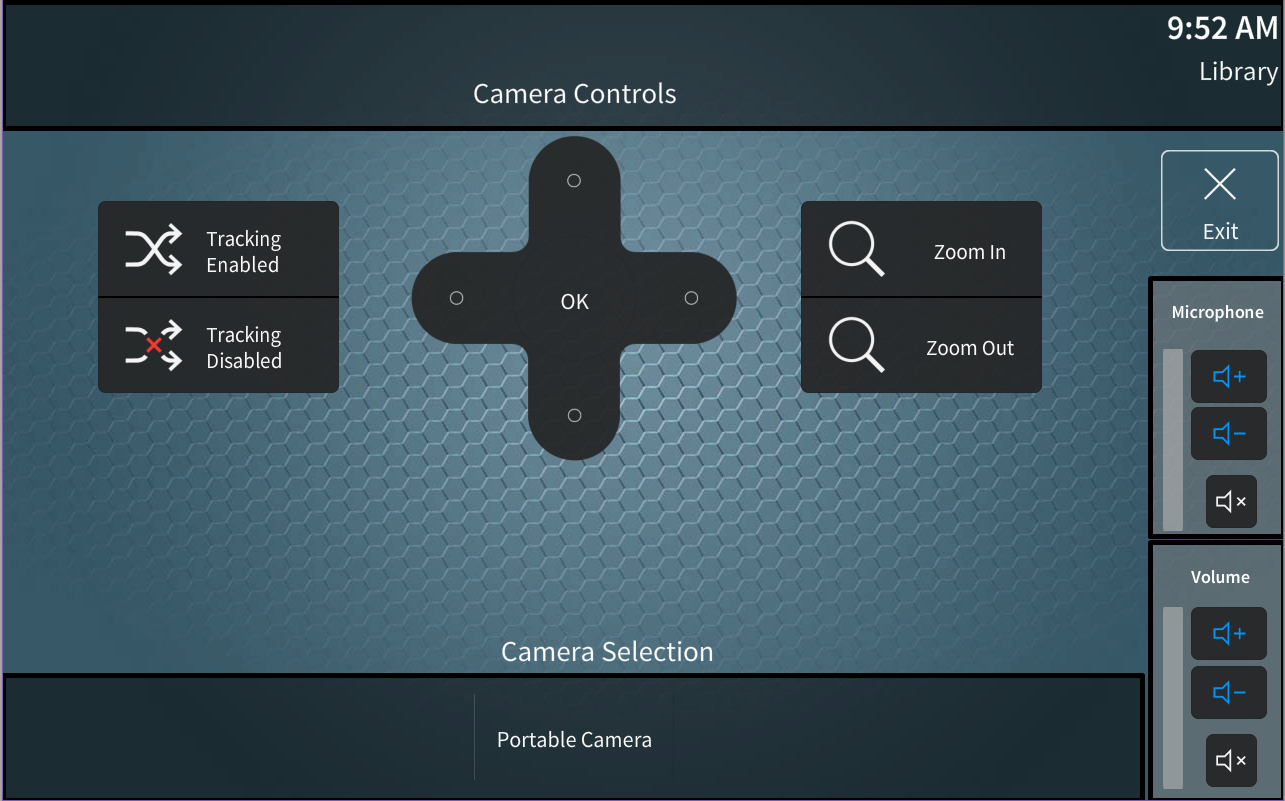 9:52 AM
Library
Camera Controls
Exit
Tracking
Enabled
Tracking
Disabled
OK
Zoom In
Zoom Out
Microphone
Volume
Camera Selection
Portable Camera